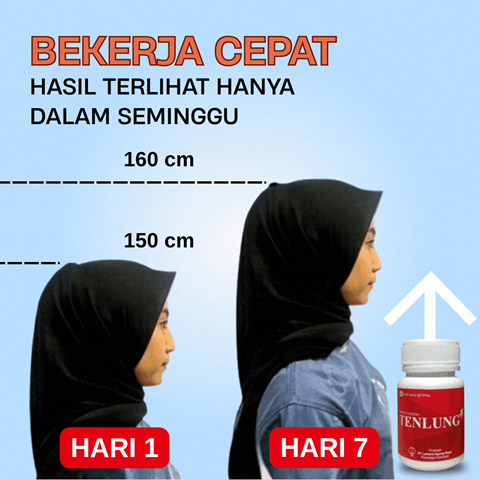 BEKERJA CEPAT
HASIL TERLIHAT HANYA
DALAM SEMINGGU
160 cm
150 cm
HARI 1
HARI 7
TENLUNG